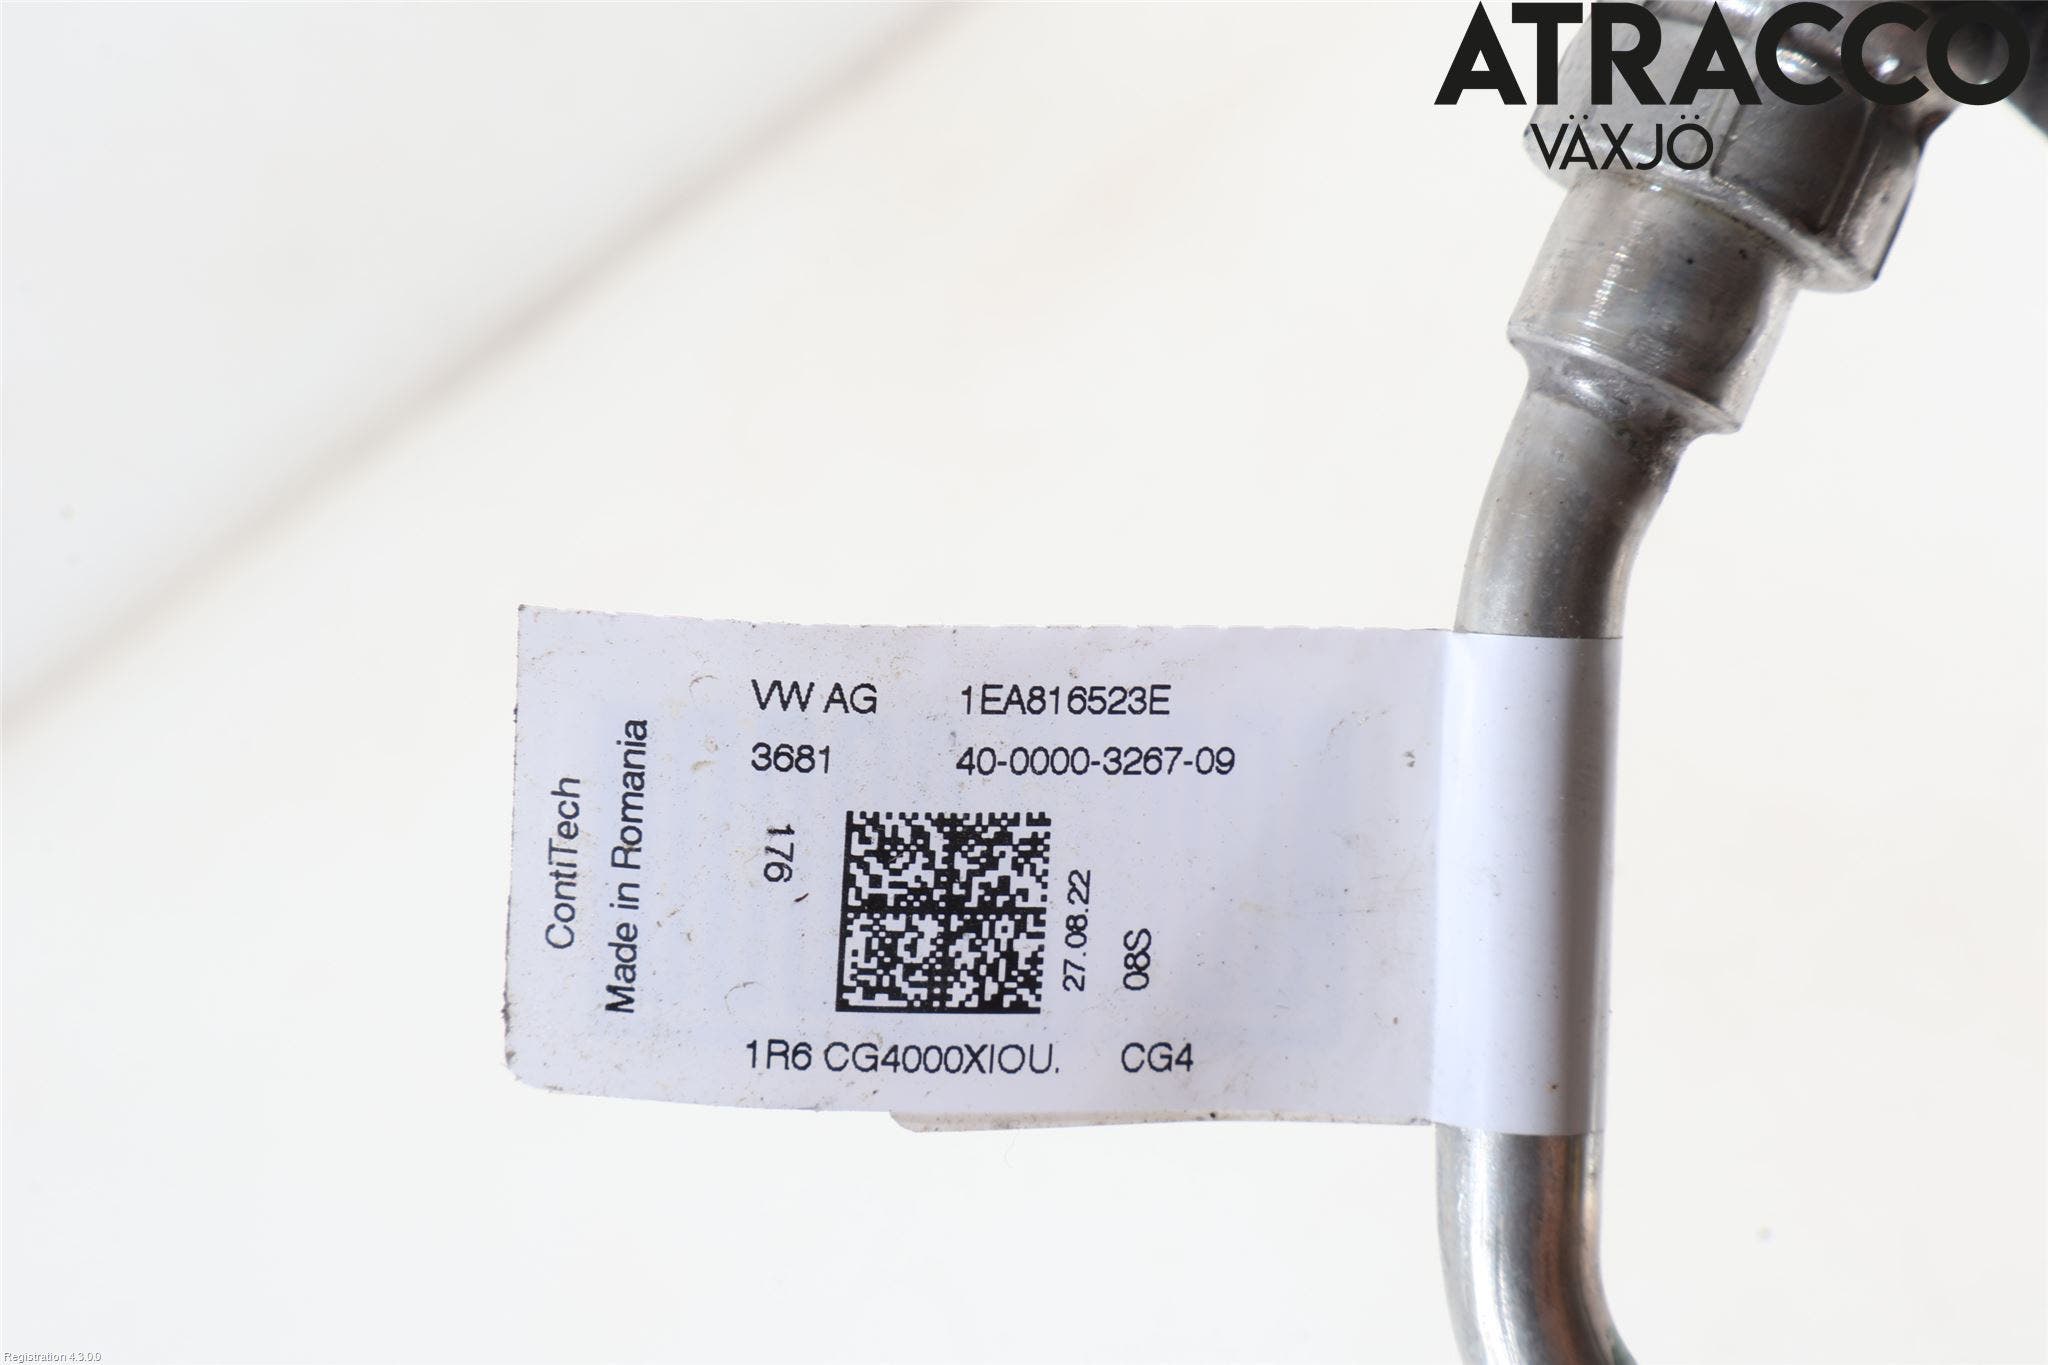 ATRACCO
VÄXJÖ
VW AG 1EA816523E
3681 40-0000-3267-09
ContiTech
Made in Romania
176
27.08.22
08S
1R6 CG4000XIOU. CG4
Registration 4.3.0.0